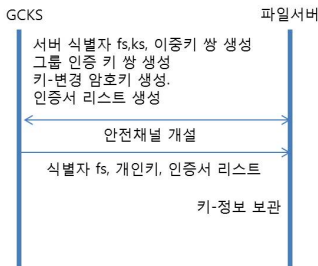 GCKS
파일서버
서버 식별자 fs,ks, 이중키 쌍 생성
그룹 인증 키 쌍 생성
키-변경 암호키 생성.
인증서 리스트 생성
안전채널 개설
식별자 fs, 개인키, 인증서 리스트
키-정보 보관